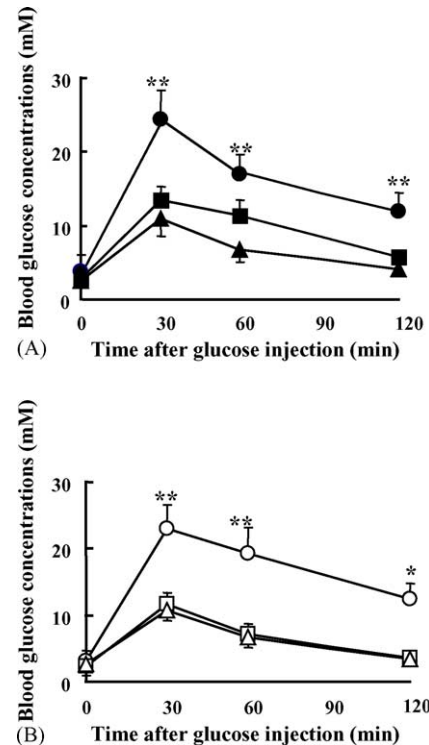 **
**
**
30
20
10
0
0 30 60 90 120
Blood glucose concentrations (mM)
Time after glucose injection (min)
(A)
**
**
*
30
20
10
0
0 30 60 90 120
Blood glucose concentrations (mM)
Time after glucose injection (min)
(B)